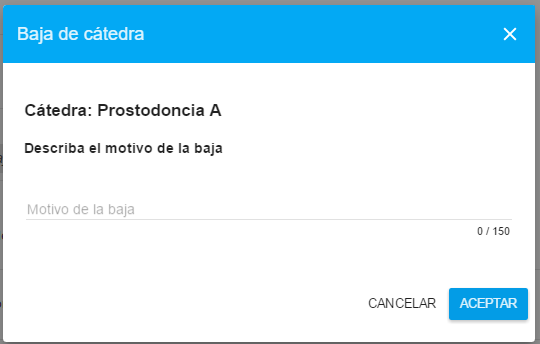 Baja de cátedra
Cátedra: Prostodoncia A
Describa el motivo de la baja
Motivo de la baja
0 / 150
CANCELAR ACEPTAR